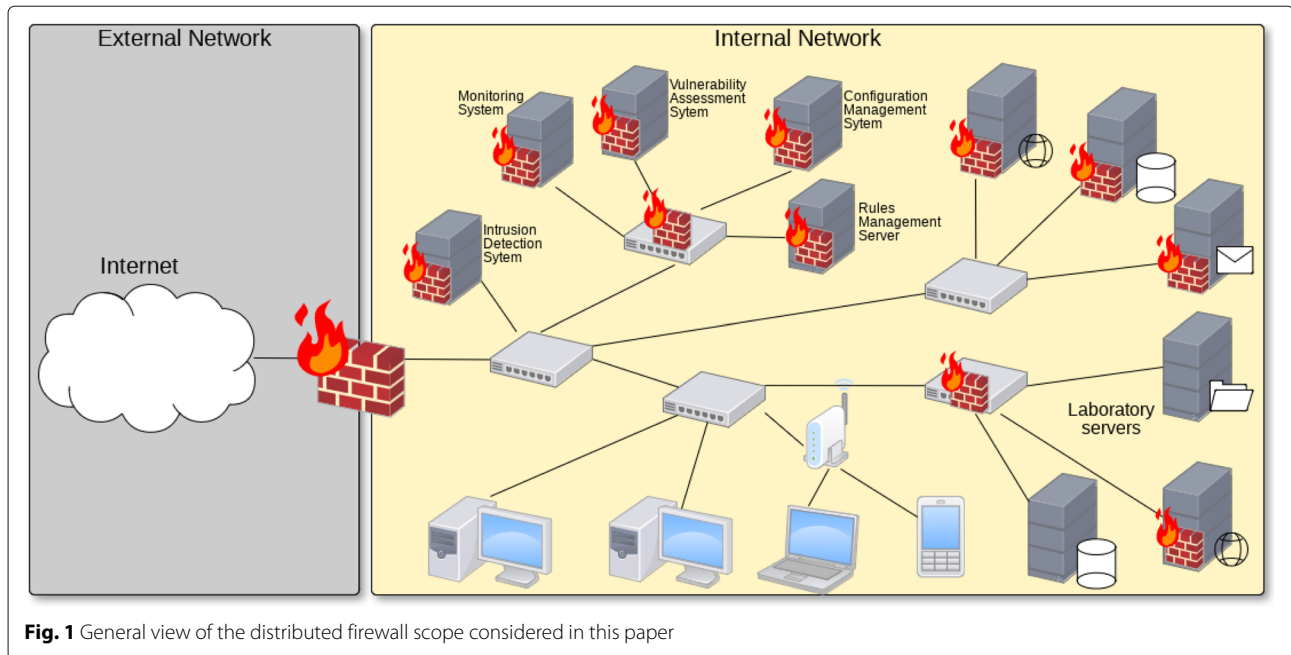 External Network
Internal Network
Monitoring
System
Vulnerability
Assessment
Sytem
Configuration
Management
Sytem
Intrusion
Detection
Sytem
Rules
Management
Server
Internet
Laboratory
servers
Fig. 1 General view of the distributed firewall scope considered in this paper